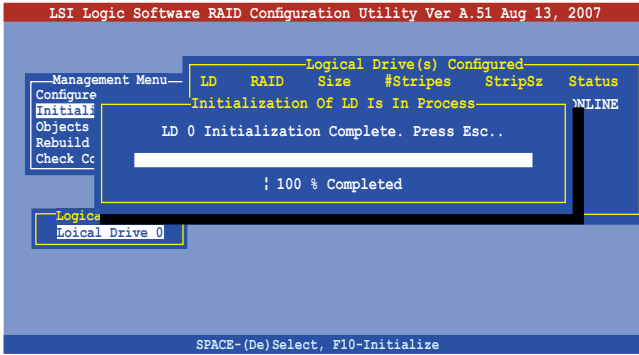 LSI Logic Software RAID Configuration Utility Ver A.51 Aug 13, 2007
Logical Drive(s) Configured
LD RAID Size #Stripes StripSz Status
ONLINE
Management Menu
Configure
Initiali
Objects
Rebuild
Check Co
Initialization Of LD Is In Process
LD 0 Initialization Complete. Press Esc..
¦ 100 % Completed
Logica
Loical Drive 0
SPACE-(De)Select, F10-Initialize